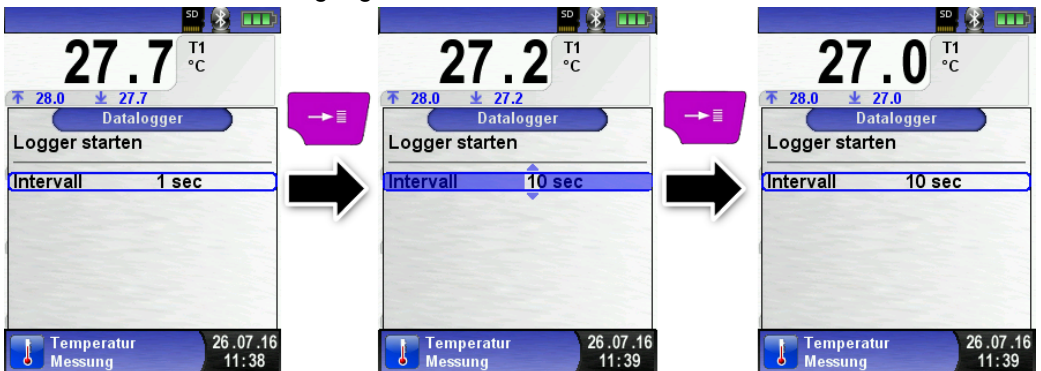 SD
27.7 T1
°C
28.0 27.7
Datalogger
Logger starten
Intervall 1 sec
Temperatur
Messung
26.07.16
11:38
SD
27.2 T1
°C
28.0 27.2
Datalogger
Logger starten
Intervall 10 sec
Temperatur
Messung
26.07.16
11:39
SD
27.0 T1
°C
28.0 27.0
Datalogger
Logger starten
Intervall 10 sec
Temperatur
Messung
26.07.16
11:39